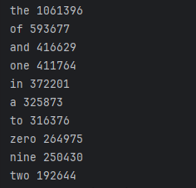 the 1061396
of 593677
and 416629
one 411764
in 372201
a 325873
to 316376
zero 264975
nine 250430
two 192644